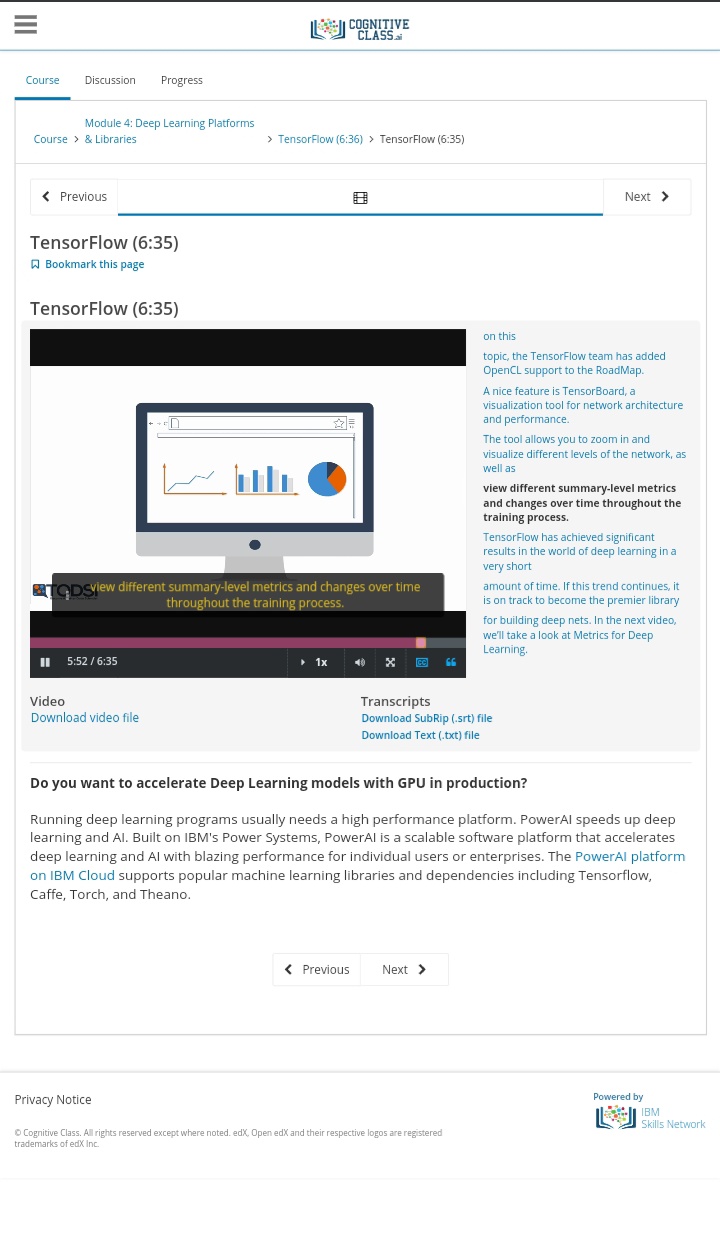 COGNITIVE
CLASS.ai
Course
Discussion
Progress
Course
Module 4: Deep Learning Platforms
& Libraries
TensorFlow (6:36)
TensorFlow (6:35)
Previous
Next
TensorFlow (6:35)
Bookmark this page
TensorFlow (6:35)
view different summary-level metrics and changes over time
throughout the training process.
5:52 / 6:35
1x
on this
topic, the TensorFlow team has added
OpenCL support to the RoadMap.
A nice feature is TensorBoard, a
visualization tool for network architecture
and performance.
The tool allows you to zoom in and
visualize different levels of the network, as
well as
view different summary-level metrics
and changes over time throughout the
training process.
TensorFlow has achieved significant
results in the world of deep learning in a
very short
amount of time. If this trend continues, it
is on track to become the premier library
for building deep nets. In the next video,
we'll take a look at Metrics for Deep
Learning.
Video
Download video file
Transcripts
Download SubRip (.srt) file
Download Text (.txt) file
Do you want to accelerate Deep Learning models with GPU in production?
Running deep learning programs usually needs a high performance platform. PowerAI speeds up deep
learning and AI. Built on IBM's Power Systems, PowerAI is a scalable software platform that accelerates
deep learning and AI with blazing performance for individual users or enterprises. The PowerAI platform
on IBM Cloud supports popular machine learning libraries and dependencies including Tensorflow,
Caffe, Torch, and Theano.
Previous
Next
Privacy Notice
© Cognitive Class. All rights reserved except where noted. edX, Open edX and their respective logos are registered
trademarks of edX Inc.
Powered by
IBM
Skills Network